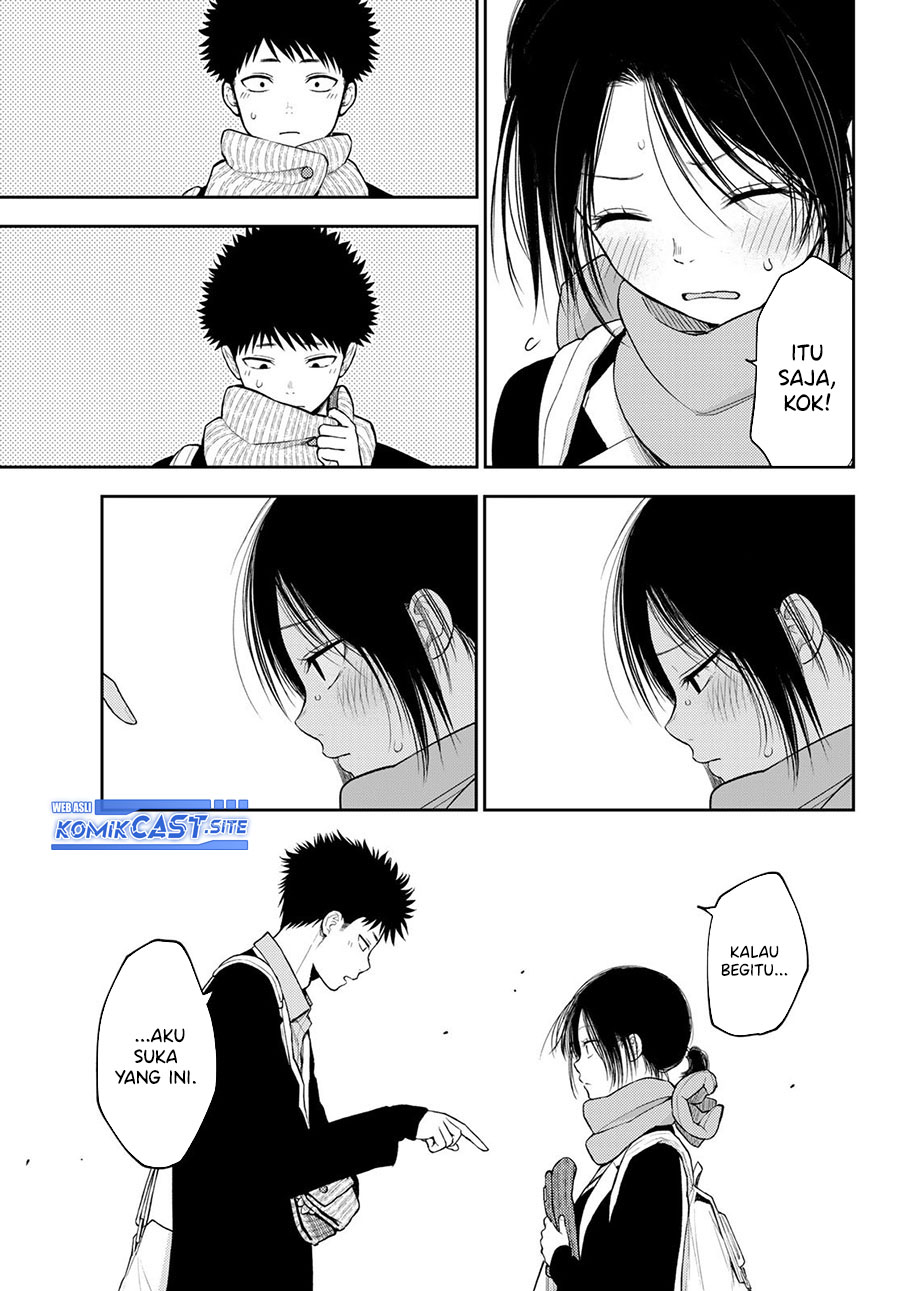 ITU
SAJA,
KOK!
WEB ASLI
KOMIKCAST.SITE
KALAU
BEGITU...
...AKU
SUKA
YANG INI.